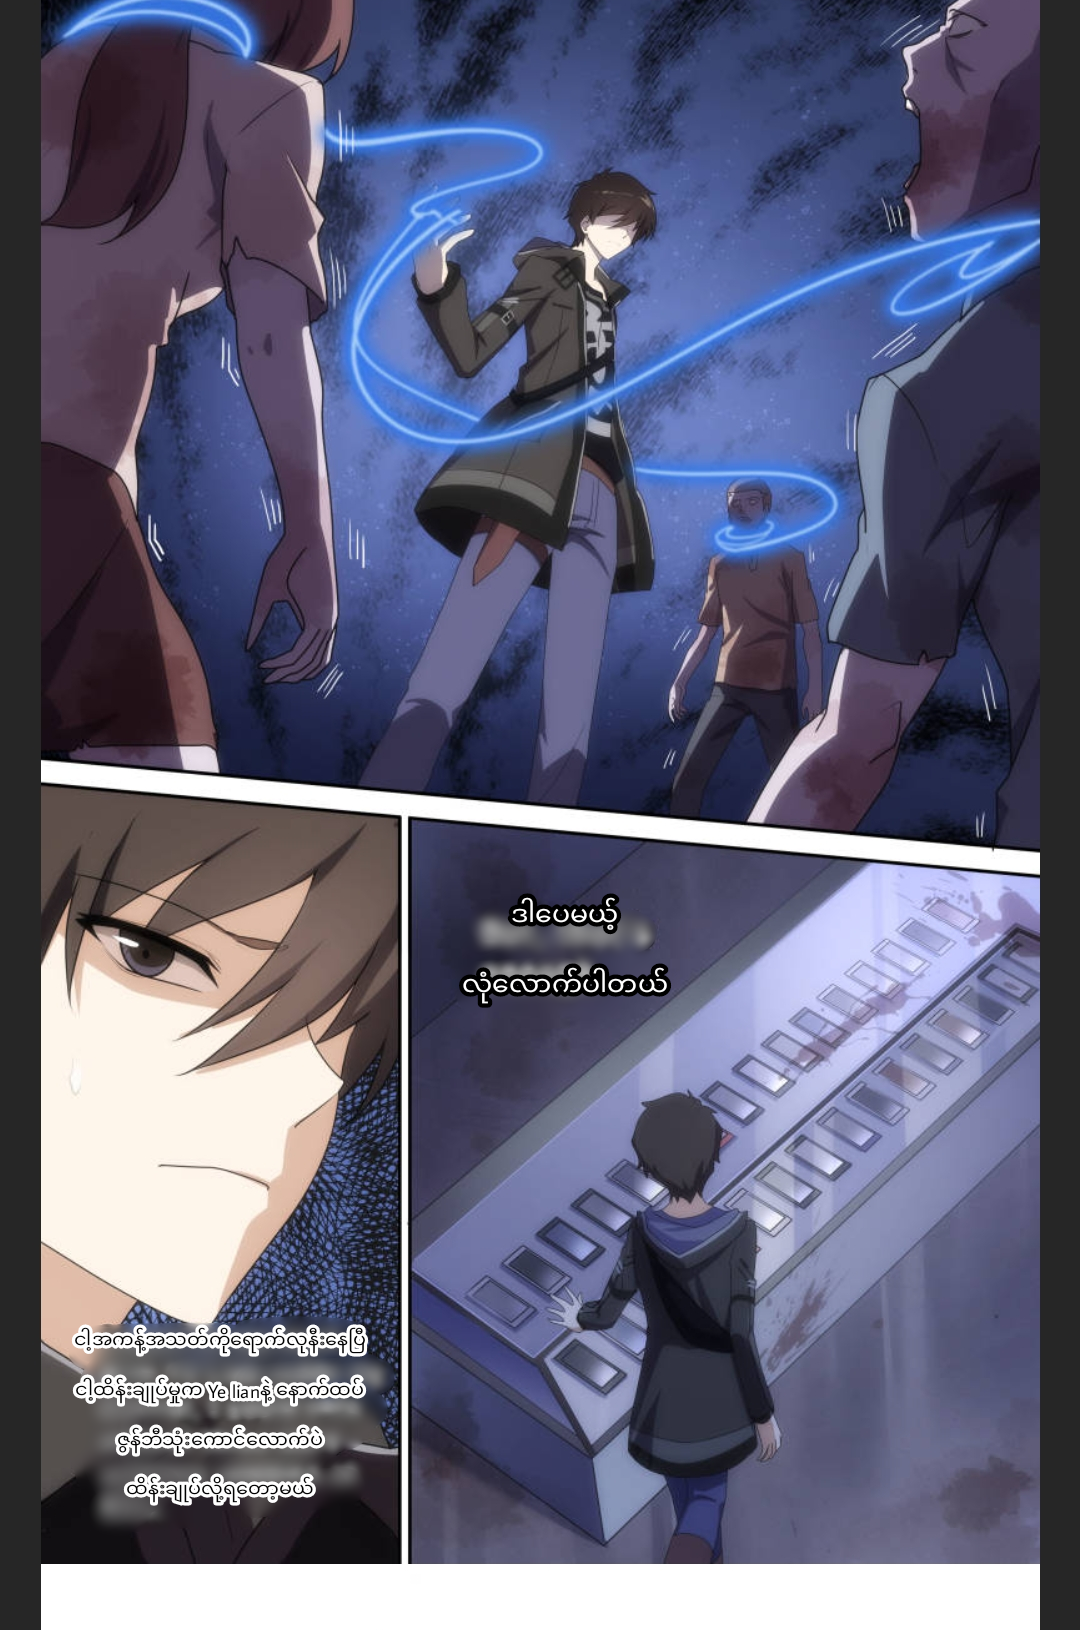 ဒါပေမယ့်
လုံလောက်ပါတယ်
ငါ့အကန့်အသတ်ကိုရောက်လုနီးနေပြီ
ငါ့ထိန်းချုပ်မှုက Ye lianနဲ့ နောက်ထပ်
ဇွန်ဘီသုံးကောင်လောက်ပဲ
ထိန်းချုပ်လို့ရတော့မယ်